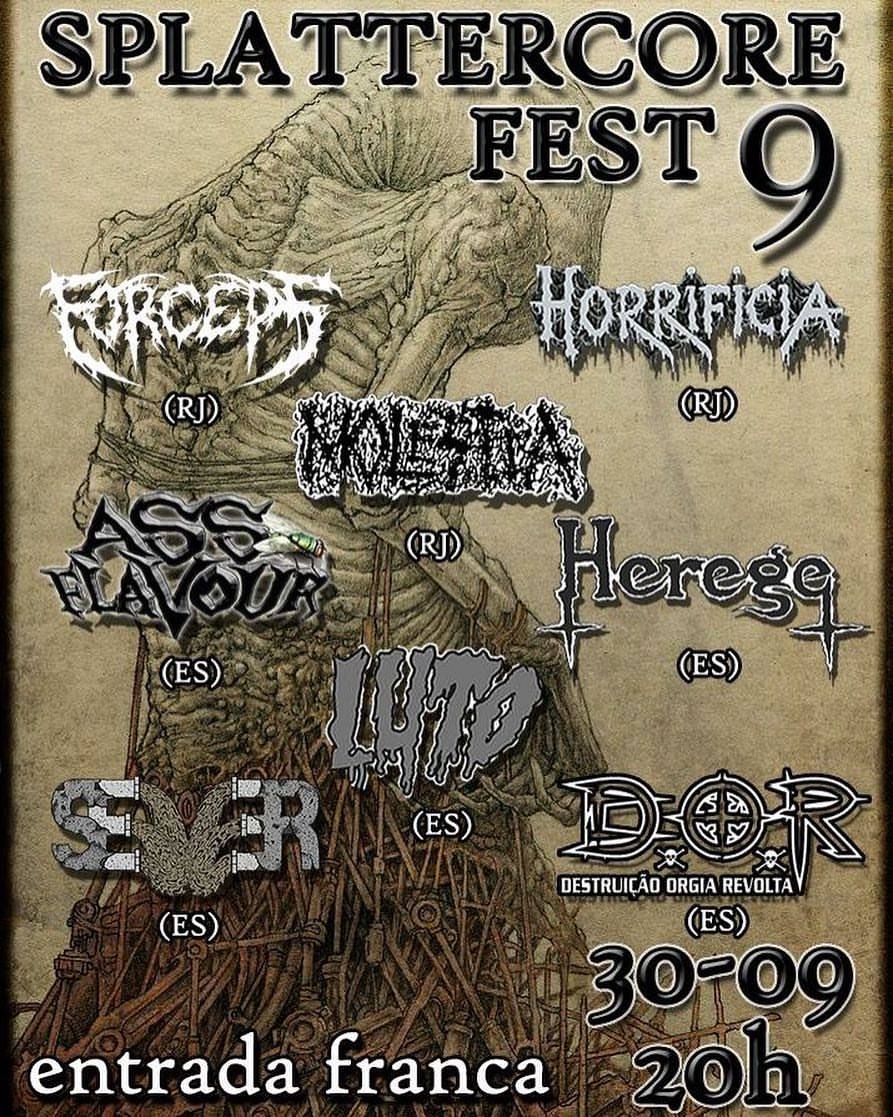 SPLATTERCORE
FEST 9
FORCEPS
(RJ)
HORRIFICIA
(RJ)
MOLESTIA
(RJ)
ASS
FLAVOUR
(ES)
Herege
(ES)
LUTO
(ES)
SEVER
(ES)
D.O.R
DESTRUIÇÃO ORGIA REVOLTA
(ES)
30-09
20h
entrada franca